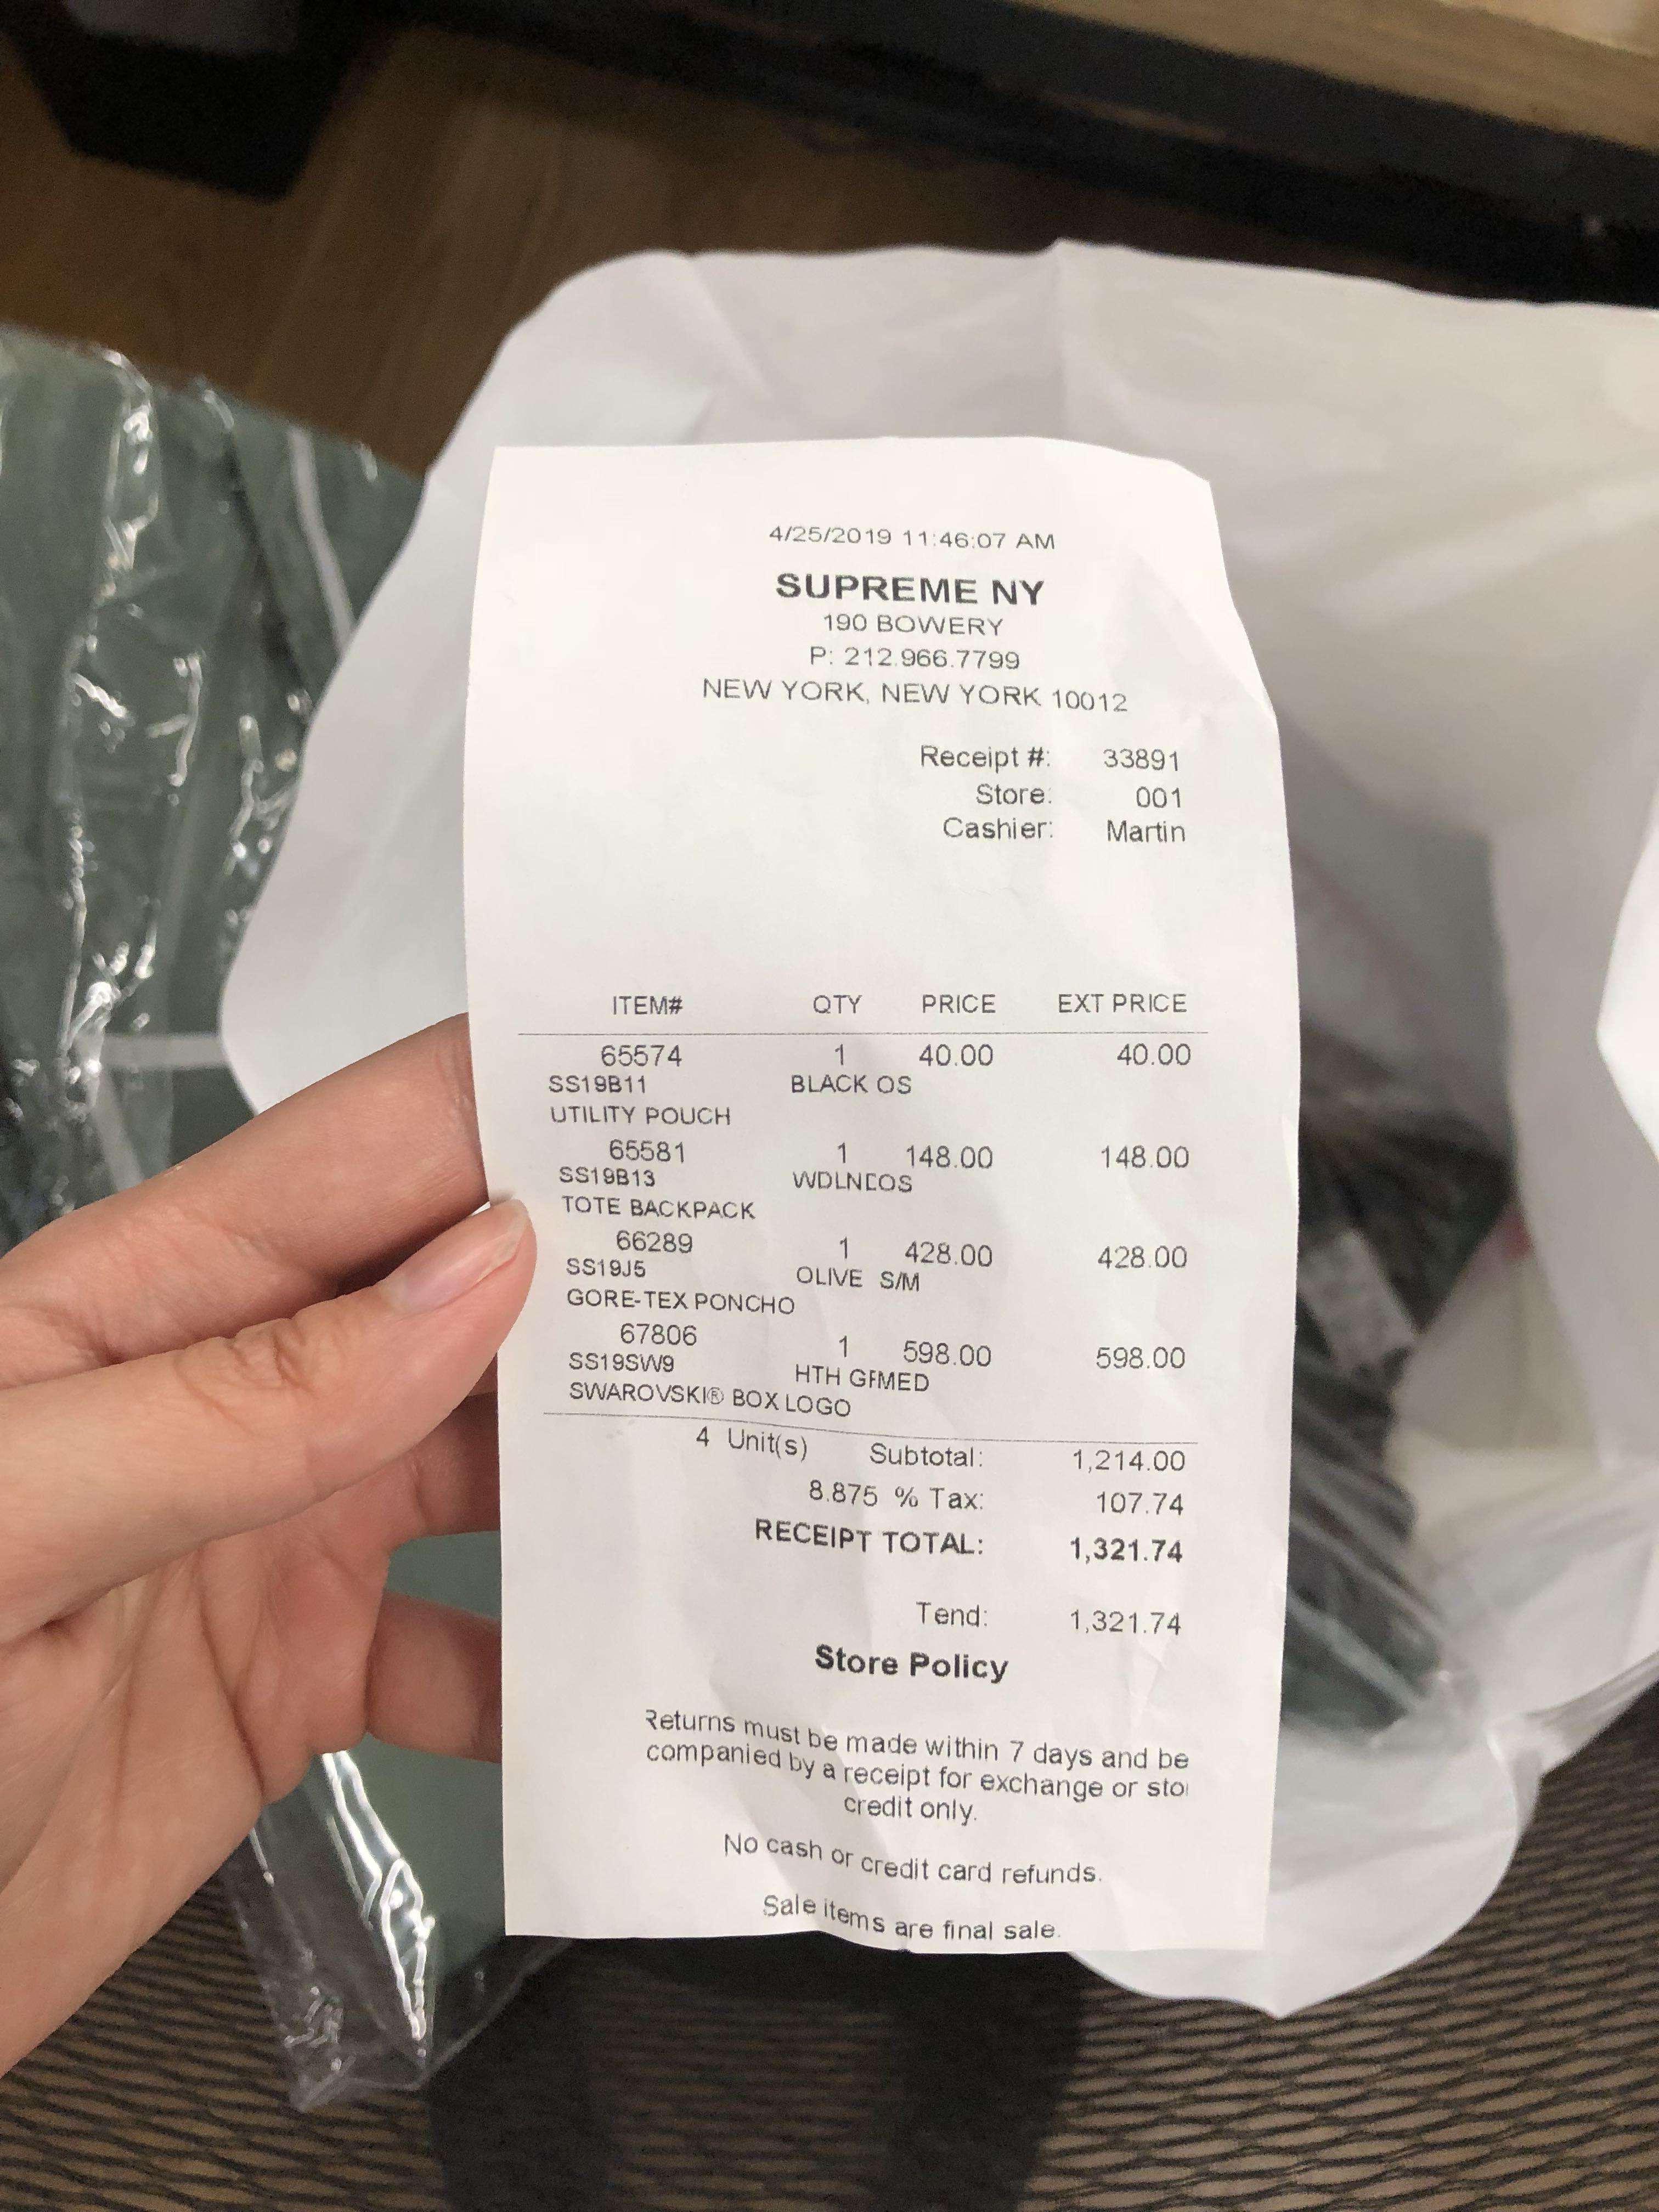 4/25/2019 11:46:07 AM
SUPREME NY
190 BOWERY
P: 212.966.7799
NEW YORK, NEW YORK 10012
Receipt #: 33891
Store: 001
Cashier: Martin
ITEM# QTY PRICE EXT PRICE
65574 1 40.00 40.00
SS19B11 BLACK OS
UTILITY POUCH
65581 1 148.00 148.00
SS19B13 WDLNDOS
TOTE BACKPACK
66289 1 428.00 428.00
SS19J5 OLIVE S/M
GORE-TEX PONCHO
67806 1 598.00 598.00
SS19SW9 HTH GFMED
SWAROVSKI® BOX LOGO
4 Unit(s) Subtotal: 1,214.00
8.875 % Tax: 107.74
RECEIPT TOTAL: 1,321.74
Tend: 1,321.74
Store Policy
Returns must be made within 7 days and be
companied by a receipt for exchange or sto
credit only.
No cash or credit card refunds.
Sale items are final sale.